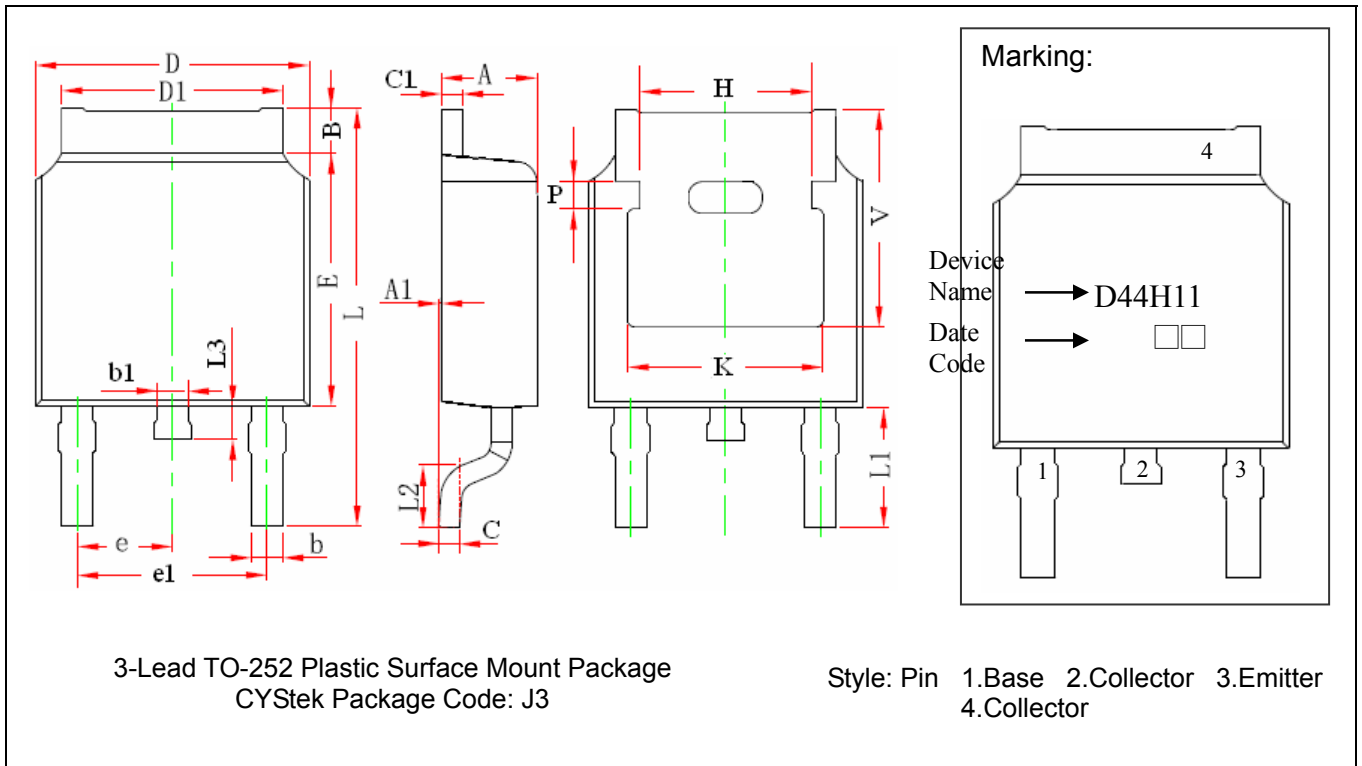 D
D1
B
E
L
L3
b1
e
e1
b
C1
A
A1
L2
C
H
P
V
K
L1
Marking:
4
Device
Name
D44H11
Date
Code
□□
1
2
3
3-Lead TO-252 Plastic Surface Mount Package
CYStek Package Code: J3
Style: Pin 1.Base 2.Collector 3.Emitter
4.Collector